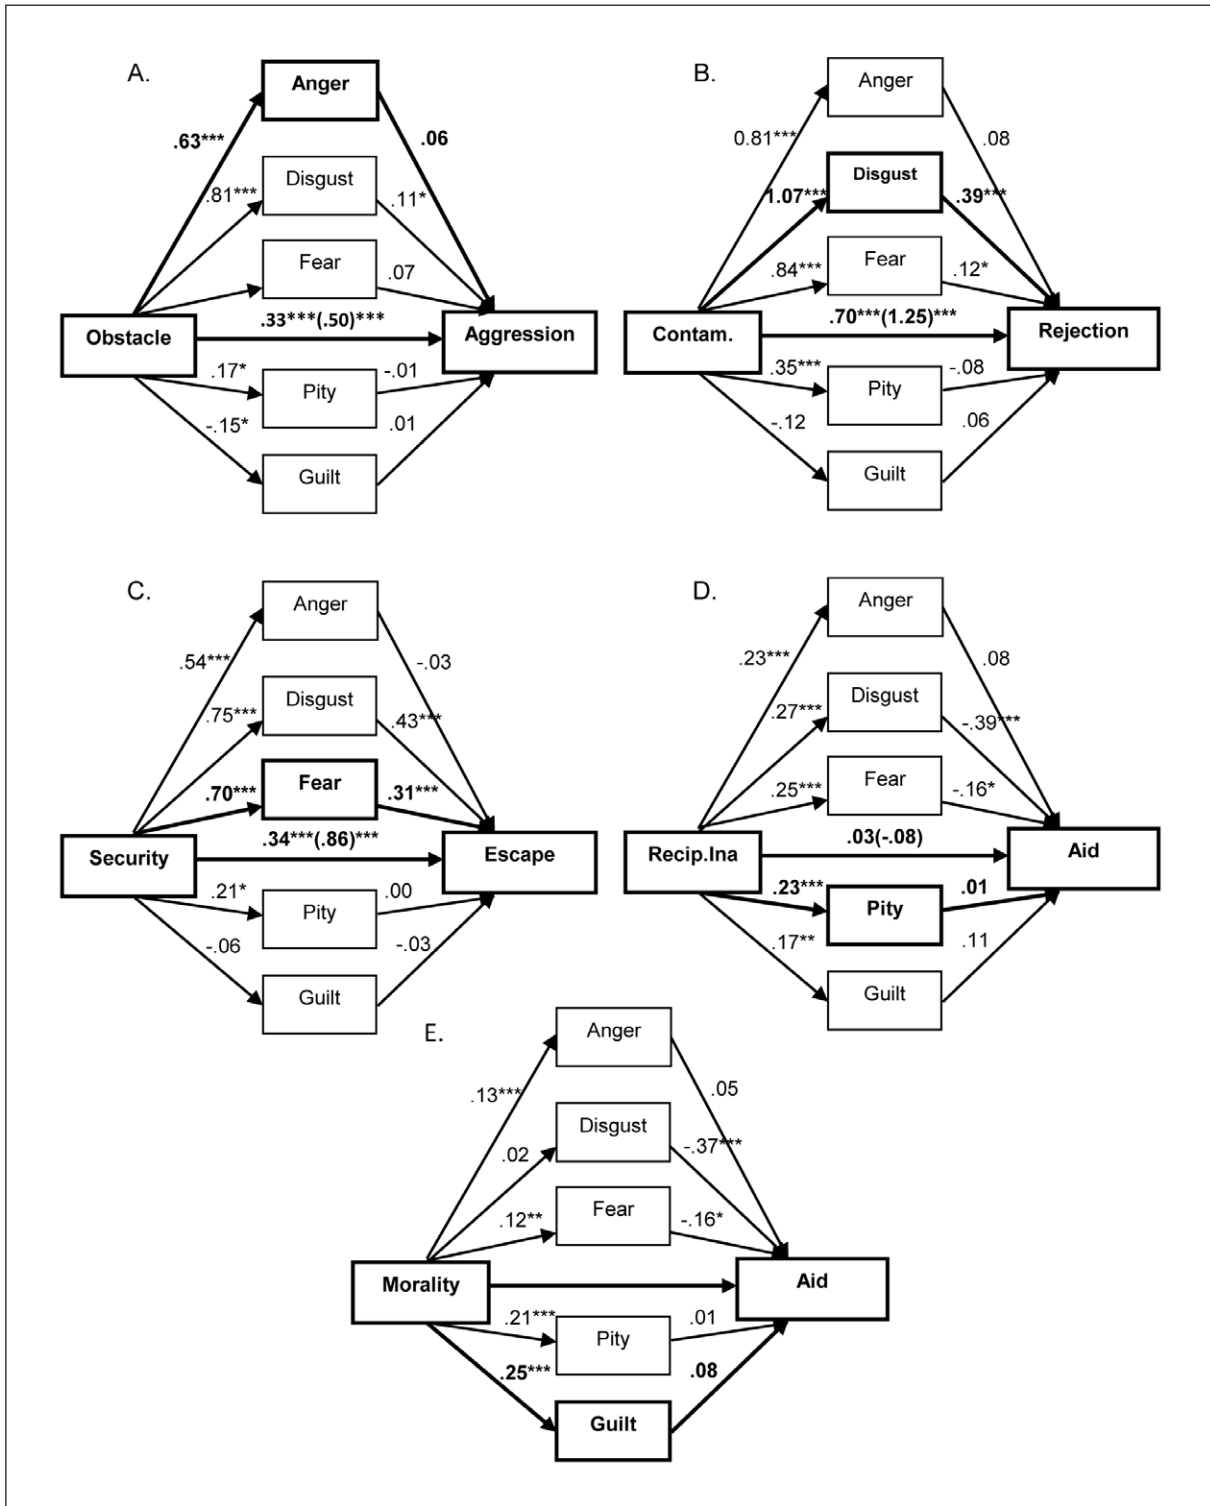 A.
Anger
.63***
.06
Disgust
.81***
.11*
Fear
.07
.33***(.50)***
Obstacle
Aggression
.17*
Pity
-.01
-.15*
.01
Guilt
B.
Anger
0.81***
.08
Disgust
1.07***
.39***
Fear
.84***
.12*
.70***(1.25)***
Contam.
Rejection
.35***
Pity
-.08
-.12
.06
Guilt
C.
Anger
.54***
-.03
Disgust
.75***
.43***
Fear
.70***
.31***
.34***(.86)***
Security
Escape
.21*
Pity
.00
-.06
-.03
Guilt
D.
Anger
.23***
.08
Disgust
.27***
-.39***
Fear
.25***
-.16*
.03(-.08)
Recip.Ina
Aid
.23***
Pity
.01
.17**
.11
Guilt
E.
Anger
.13***
.05
Disgust
.02
-.37***
Fear
.12**
-.16*
Morality
Aid
.21***
Pity
.01
.25***
.08
Guilt